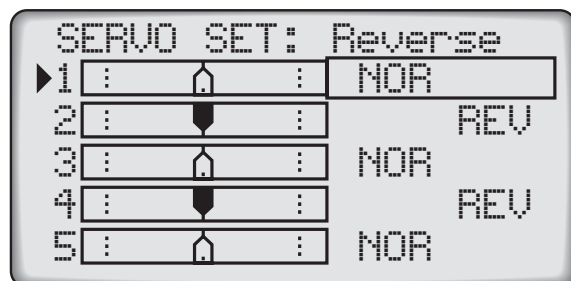 SERVO SET: Reverse
1 NOR
2 REV
3 NOR
4 REV
5 NOR